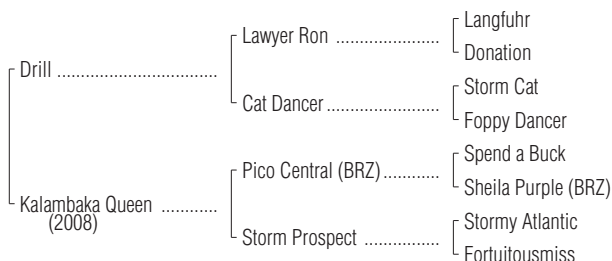 Langfuhr
Lawyer Ron ....................
Donation
Drill ................................
Storm Cat
Cat Dancer ......................
Foppy Dancer
Spend a Buck
Pico Central (BRZ) ...........
Sheila Purple (BRZ)
Kalambaka Queen ...........
(2008)
Stormy Atlantic
Storm Prospect ...............
Fortuitousmiss